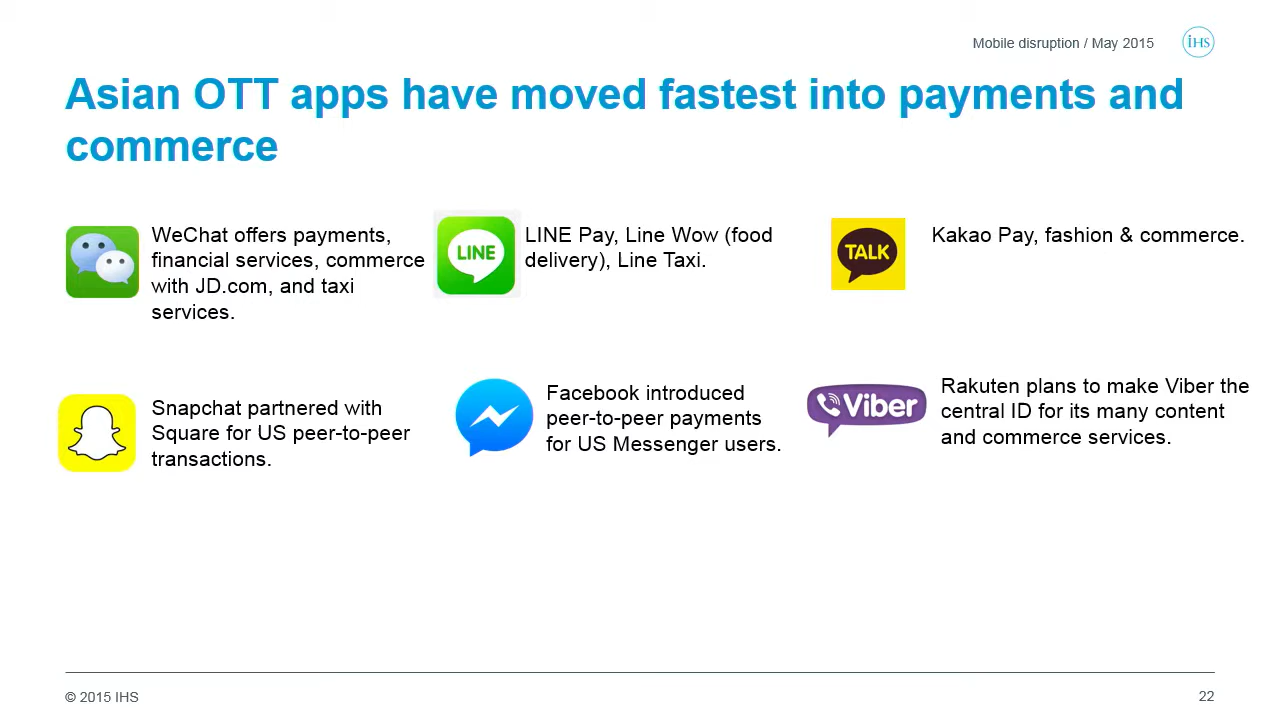 Mobile disruption / May 2015
iHS
Asian OTT apps have moved fastest into payments and
commerce
WeChat offers payments,
financial services, commerce
with JD.com, and taxi
services.
LINE
LINE Pay, Line Wow (food
delivery), Line Taxi.
TALK
Kakao Pay, fashion & commerce.
Snapchat partnered with
Square for US peer-to-peer
transactions.
Facebook introduced
peer-to-peer payments
for US Messenger users.
Viber
Rakuten plans to make Viber the
central ID for its many content
and commerce services.
© 2015 IHS
22